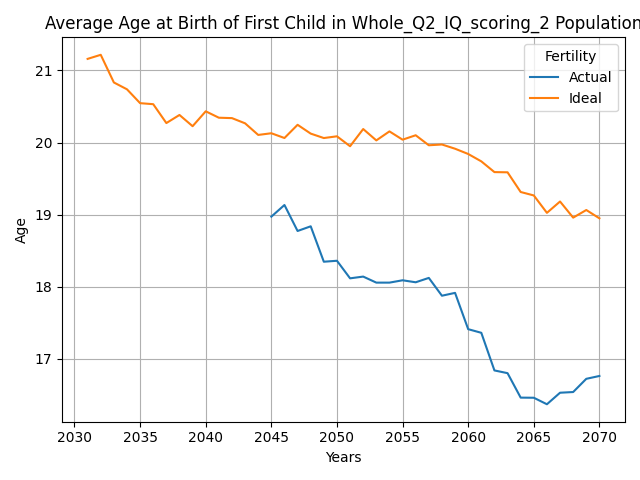 Average Age at Birth of First Child in Whole_Q2_IQ_scoring_2 Population
Fertility
Actual
Ideal
21
20
19
18
17
Age
2030 2035 2040 2045 2050 2055 2060 2065 2070
Years